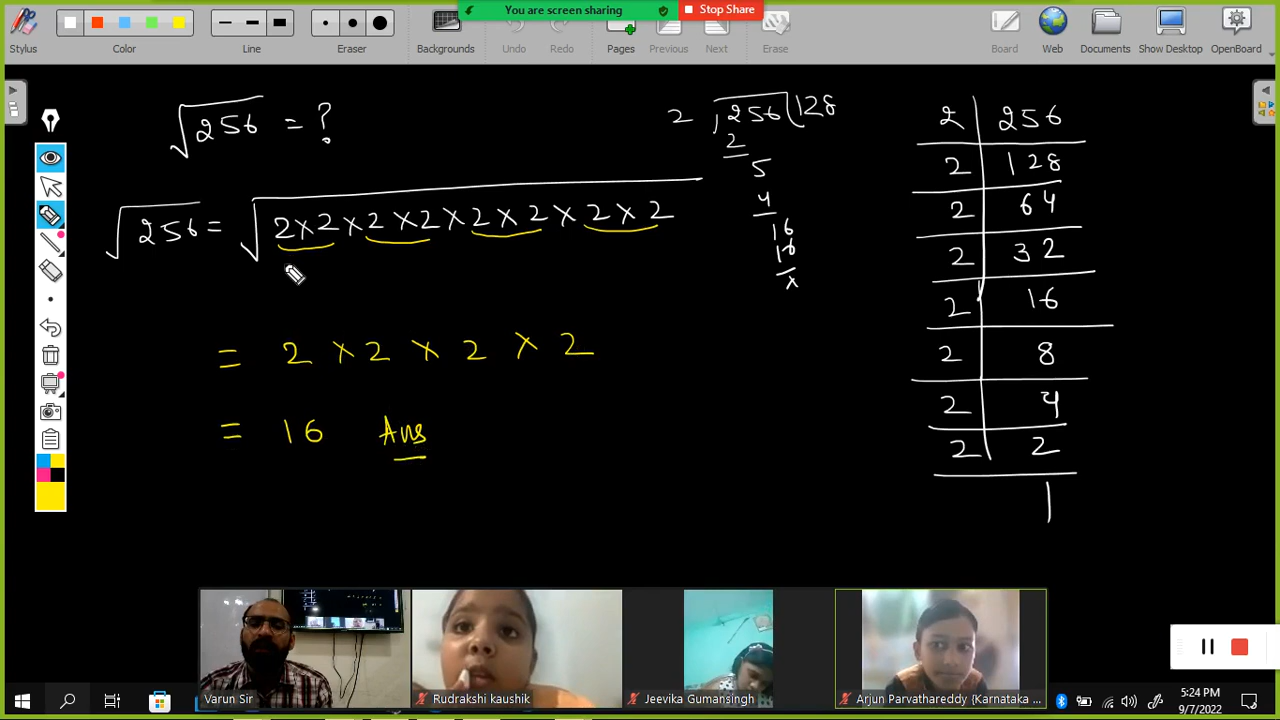 You are screen sharing
Stop Share
Stylus
Color
Line
Eraser
Backgrounds
Undo
Redo
Pages
Previous
Next
Erase
Board
Web
Documents
Show Desktop
OpenBoard
√256 = ?
√256 = √2×2×2×2×2×2×2×2
= 2 × 2 × 2 × 2
= 16 Ans
2 256 128
2
5
4
16
16
x
2 256
2 128
2 64
2 32
2 16
2 8
2 4
2 2
1
Varun Sir
Rudrakshi kaushik
Jeevika Gumansingh
Arjun Parvathareddy {Karnataka ...
5:24 PM
9/7/2022